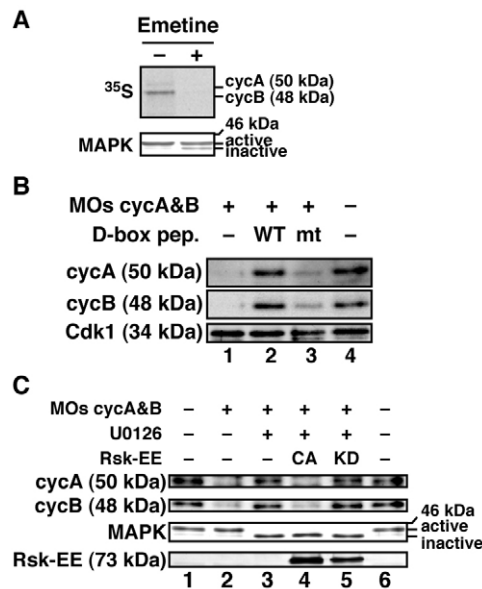 A
Emetine
– +
35S
cycA (50 kDa)
cycB (48 kDa)
46 kDa
MAPK
active
inactive
B
MOs cycA&B + + + –
D-box pep. – WT mt –
cycA (50 kDa)
cycB (48 kDa)
Cdk1 (34 kDa)
1 2 3 4
C
MOs cycA&B – + + + + –
U0126 – – + + + –
Rsk-EE – – – CA KD –
cycA (50 kDa)
cycB (48 kDa)
46 kDa
MAPK
active
inactive
Rsk-EE (73 kDa)
1 2 3 4 5 6